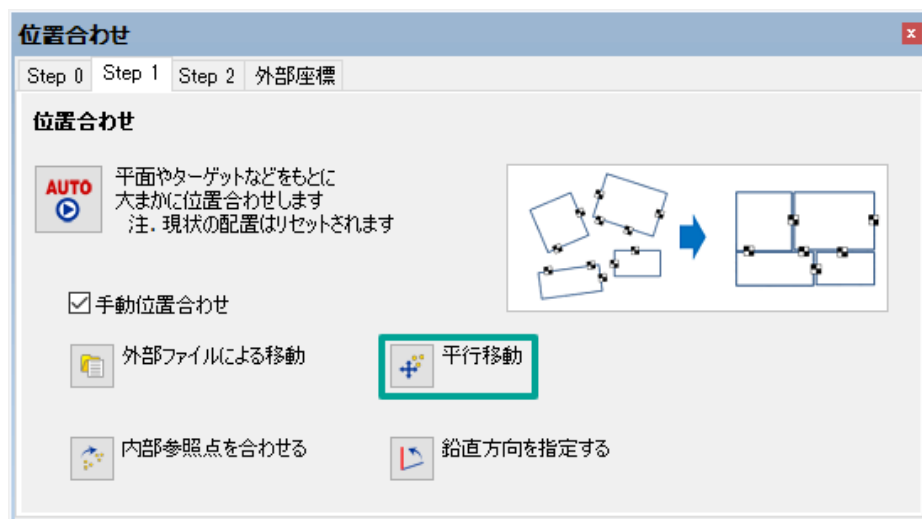 位置合わせ
Step 0 Step 1 Step 2 外部座標
位置合わせ
AUTO
平面やターゲットなどをもとに
大まかに位置合わせします
注. 現状の配置はリセットされます
手動位置合わせ
外部ファイルによる移動
平行移動
内部参照点を合わせる
鉛直方向を指定する